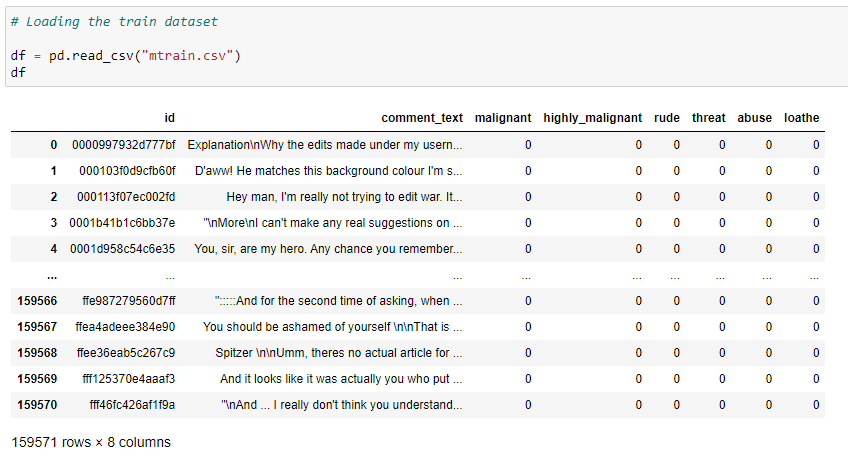 # Loading the train dataset
df = pd.read_csv("mtrain.csv")
df
id comment_text malignant highly_malignant rude threat abuse loathe
0 0000997932d777bf Explanation\nWhy the edits made under my usern... 0 0 0 0 0 0
1 000103f0d9cfb60f D'aww! He matches this background colour I'm s... 0 0 0 0 0 0
2 000113f07ec002fd Hey man, I'm really not trying to edit war. It... 0 0 0 0 0 0
3 0001b41b1c6bb37e "\nMore\nI can't make any real suggestions on ... 0 0 0 0 0 0
4 0001d958c54c6e35 You, sir, are my hero. Any chance you remember... 0 0 0 0 0 0
... ... ... ... ... ... ... ... ...
159566 ffe987279560d7ff ":::::And for the second time of asking, when ... 0 0 0 0 0 0
159567 ffea4adeee384e90 You should be ashamed of yourself \n\nThat is ... 0 0 0 0 0 0
159568 ffee36eab5c267c9 Spitzer \n\nUmm, theres no actual article for ... 0 0 0 0 0 0
159569 fff125370e4aaaf3 And it looks like it was actually you who put ... 0 0 0 0 0 0
159570 fff46fc426af1f9a "\nAnd ... I really don't think you understand... 0 0 0 0 0 0
159571 rows × 8 columns